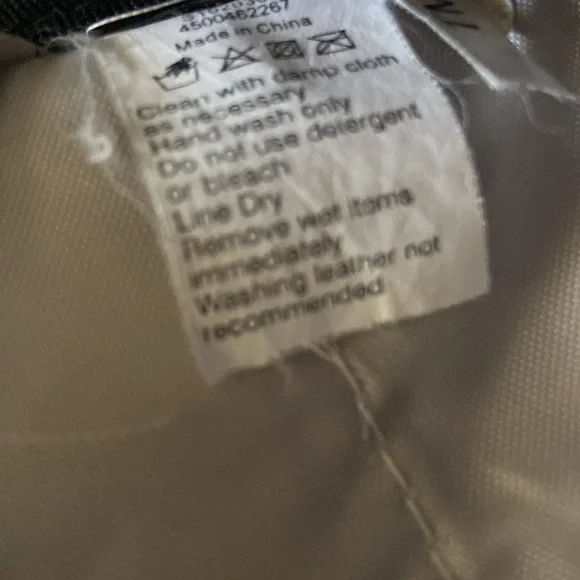 4500462267
Made in China
Clean with damp cloth
as necessary
Hand wash only
Do not use detergent
or bleach
Line Dry
Remove wet items
immediately
Washing leather not
recommended